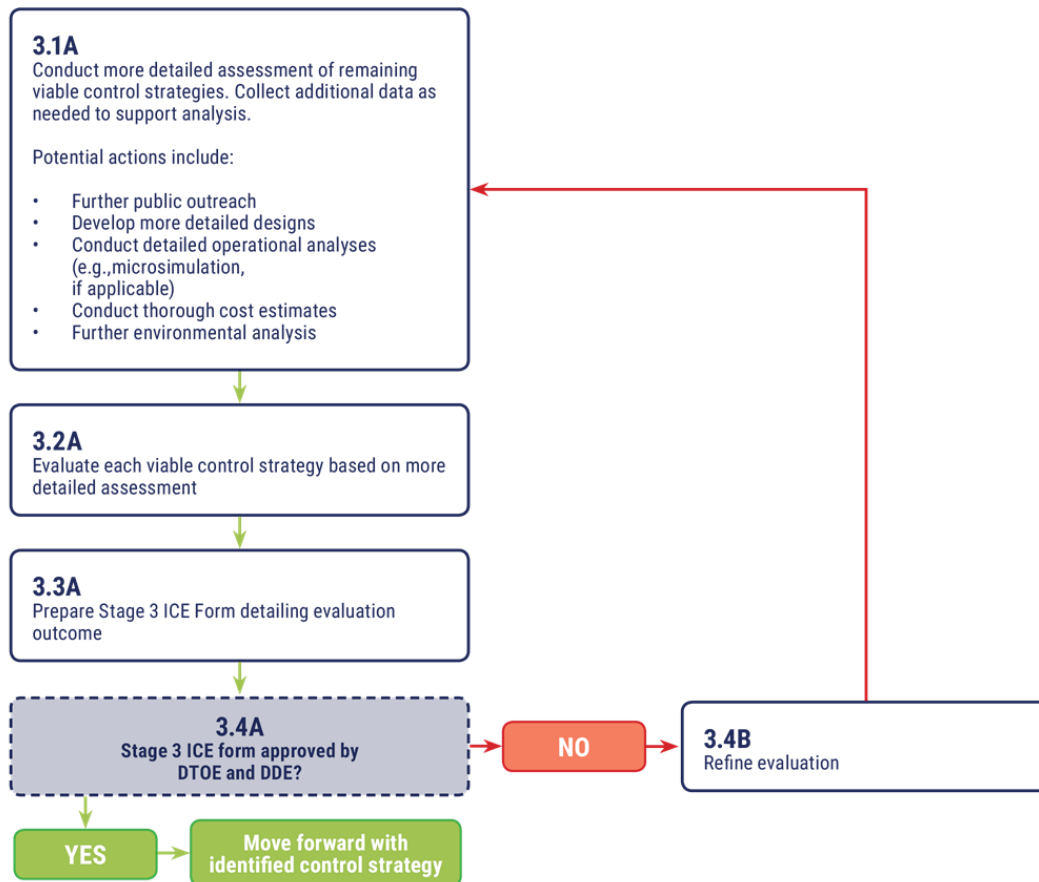 3.1A
Conduct more detailed assessment of remaining
viable control strategies. Collect additional data as
needed to support analysis.
Potential actions include:
• Further public outreach
• Develop more detailed designs
• Conduct detailed operational analyses
(e.g.,microsimulation,
if applicable)
• Conduct thorough cost estimates
• Further environmental analysis
3.2A
Evaluate each viable control strategy based on more
detailed assessment
3.3A
Prepare Stage 3 ICE Form detailing evaluation
outcome
3.4A
Stage 3 ICE form approved by
DTOE and DDE?
NO
3.4B
Refine evaluation
YES
Move forward with
identified control strategy